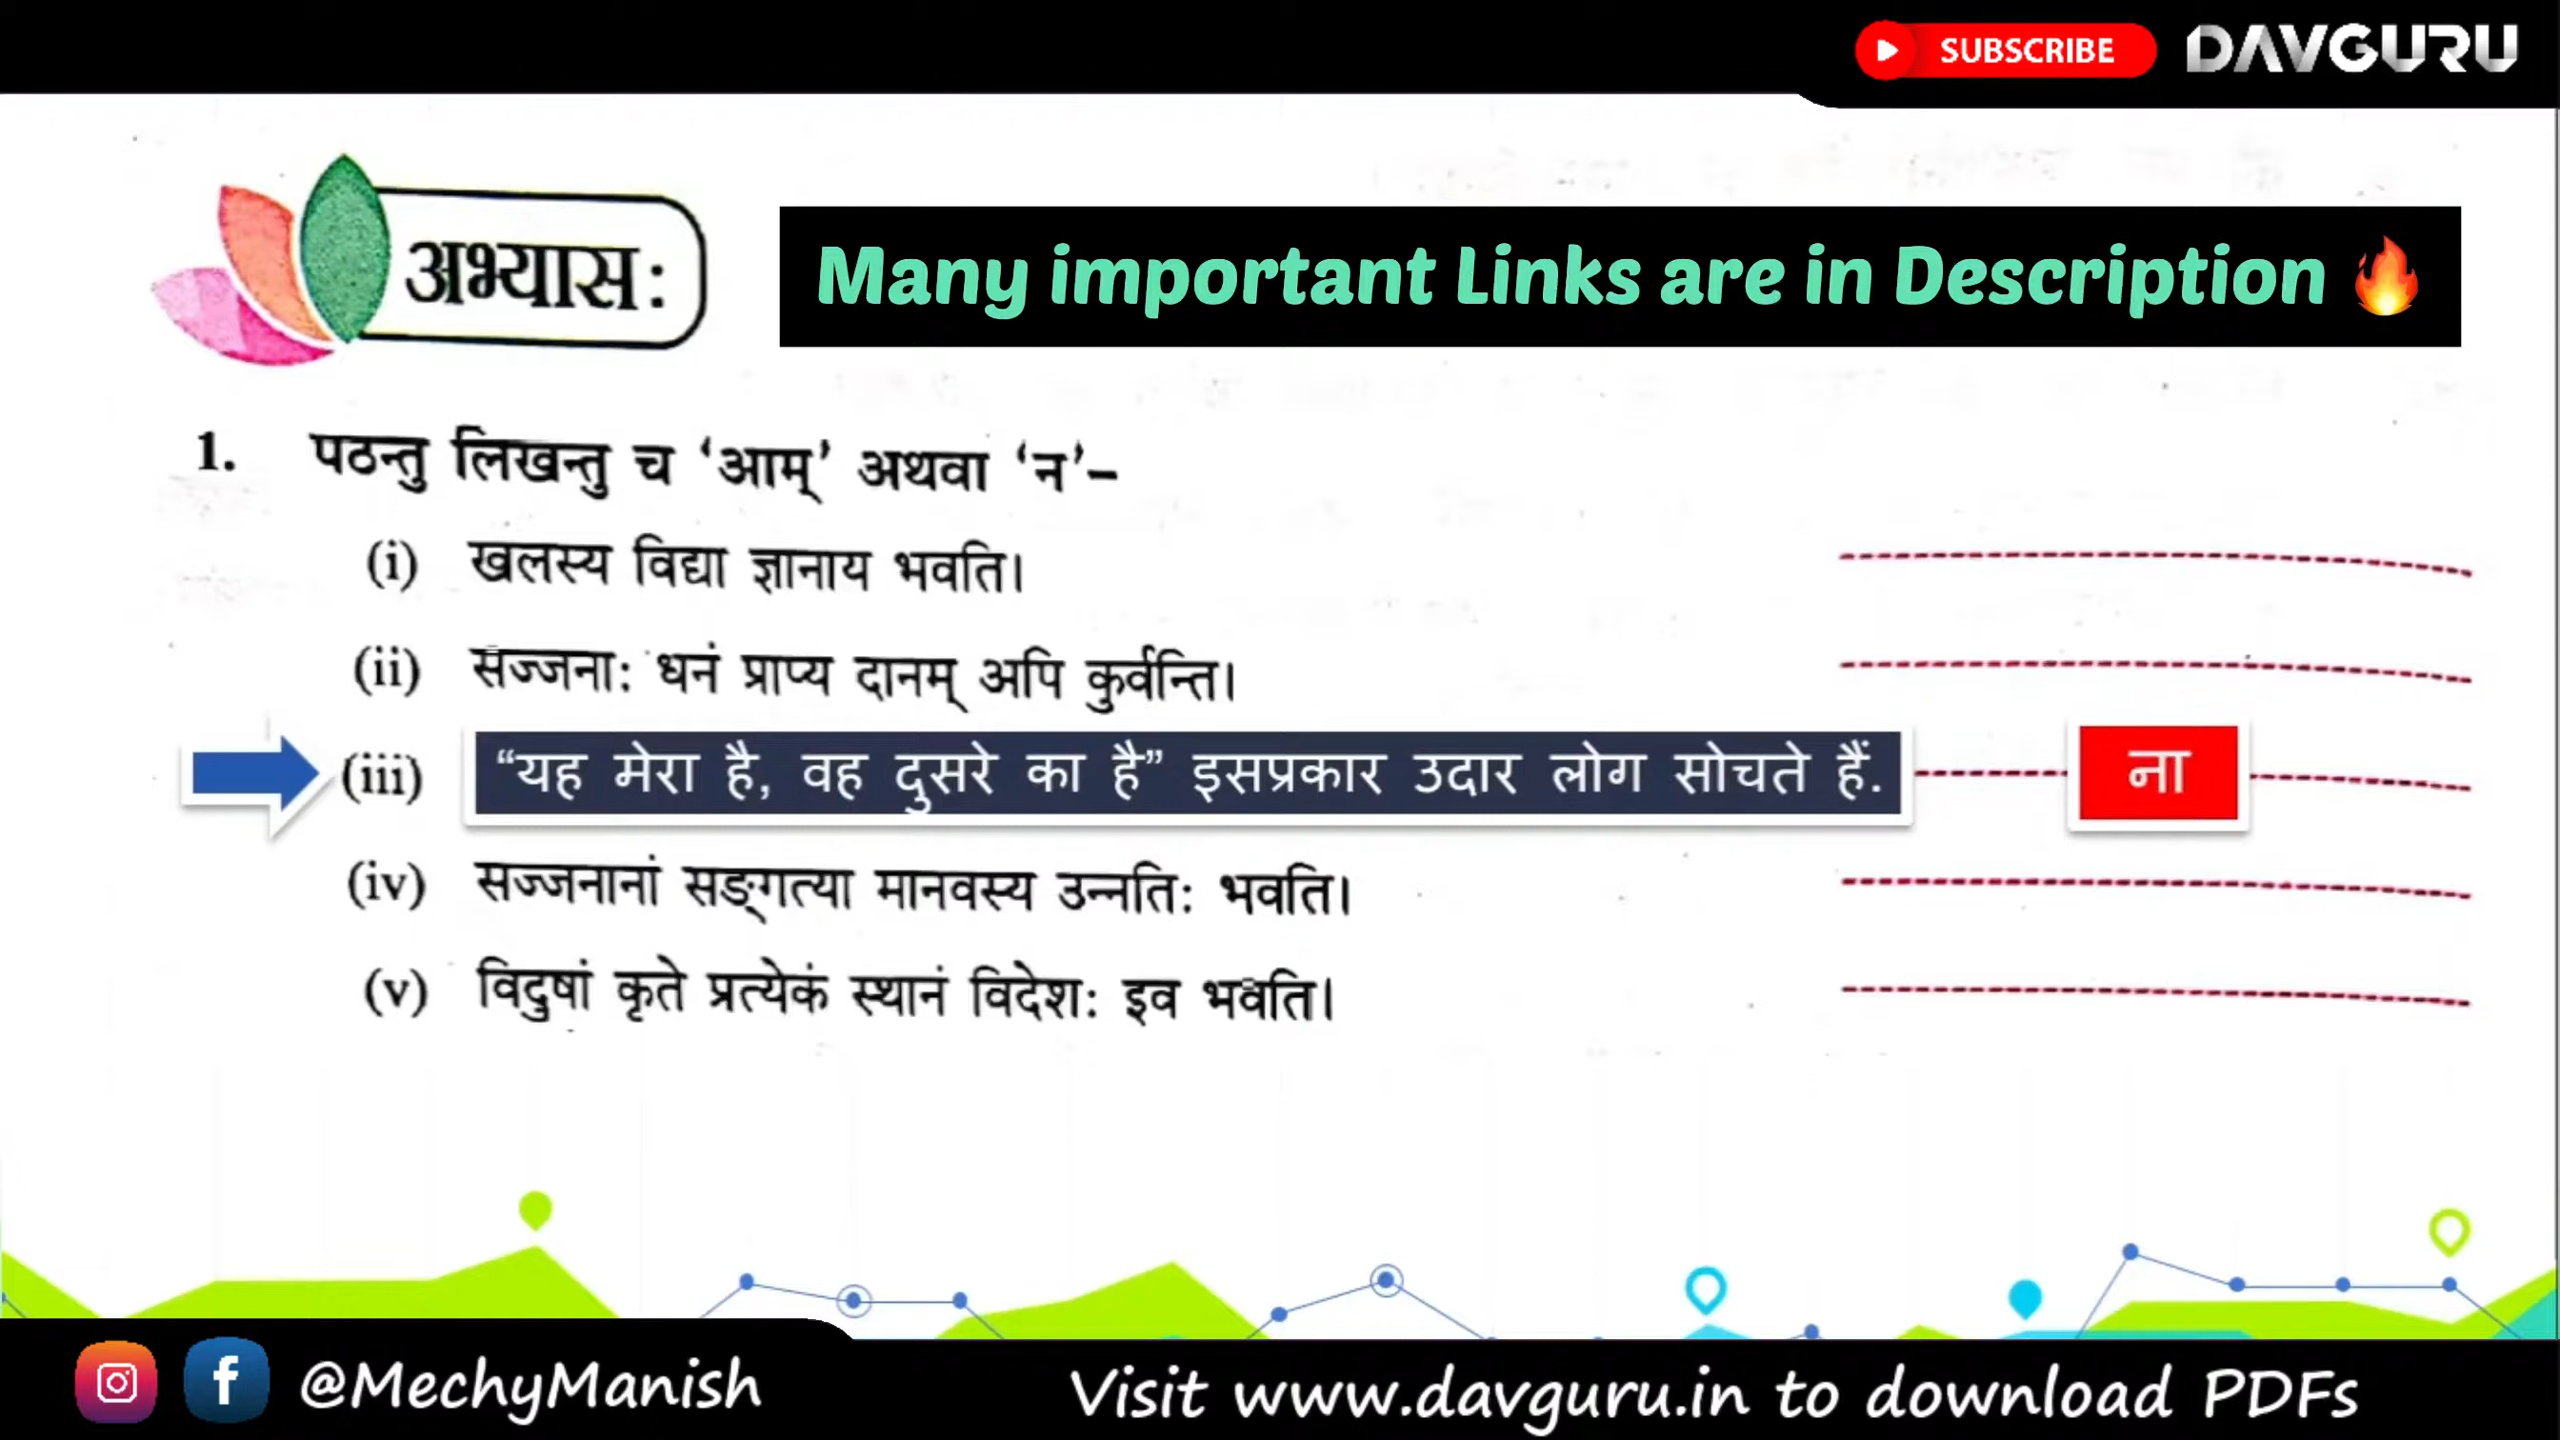 SUBSCRIBE DAVGURU
अभ्यासः
Many important Links are in Description
1. पठन्तु लिखन्तु च ‘आम्’ अथवा ‘न’–
(i) खलस्य विद्या ज्ञानाय भवति।
(ii) सज्जनाः धनं प्राप्य दानम् अपि कुर्वन्ति।
(iii) “यह मेरा है, वह दुसरे का है” इसप्रकार उदार लोग सोचते हैं. ना
(iv) सज्जनानां सङ्गत्या मानवस्य उन्नतिः भवति।
(v) विदुषां कृते प्रत्येकं स्थानं विदेशः इव भवति।
@MechyManish Visit www.davguru.in to download PDFs